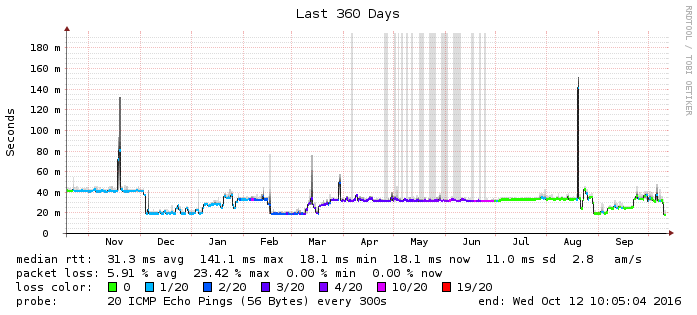 Last 360 Days
RRDTOOL / TOBI OETIKER
Seconds
180 m
160 m
140 m
120 m
100 m
80 m
60 m
40 m
20 m
0
Nov Dec Jan Feb Mar Apr May Jun Jul Aug Sep
median rtt: 31.3 ms avg 141.1 ms max 18.1 ms min 18.1 ms now 11.0 ms sd 2.8 am/s
packet loss: 5.91 % avg 23.42 % max 0.00 % min 0.00 % now
loss color: 0 1/20 2/20 3/20 4/20 10/20 19/20
probe: 20 ICMP Echo Pings (56 Bytes) every 300s end: Wed Oct 12 10:05:04 2016